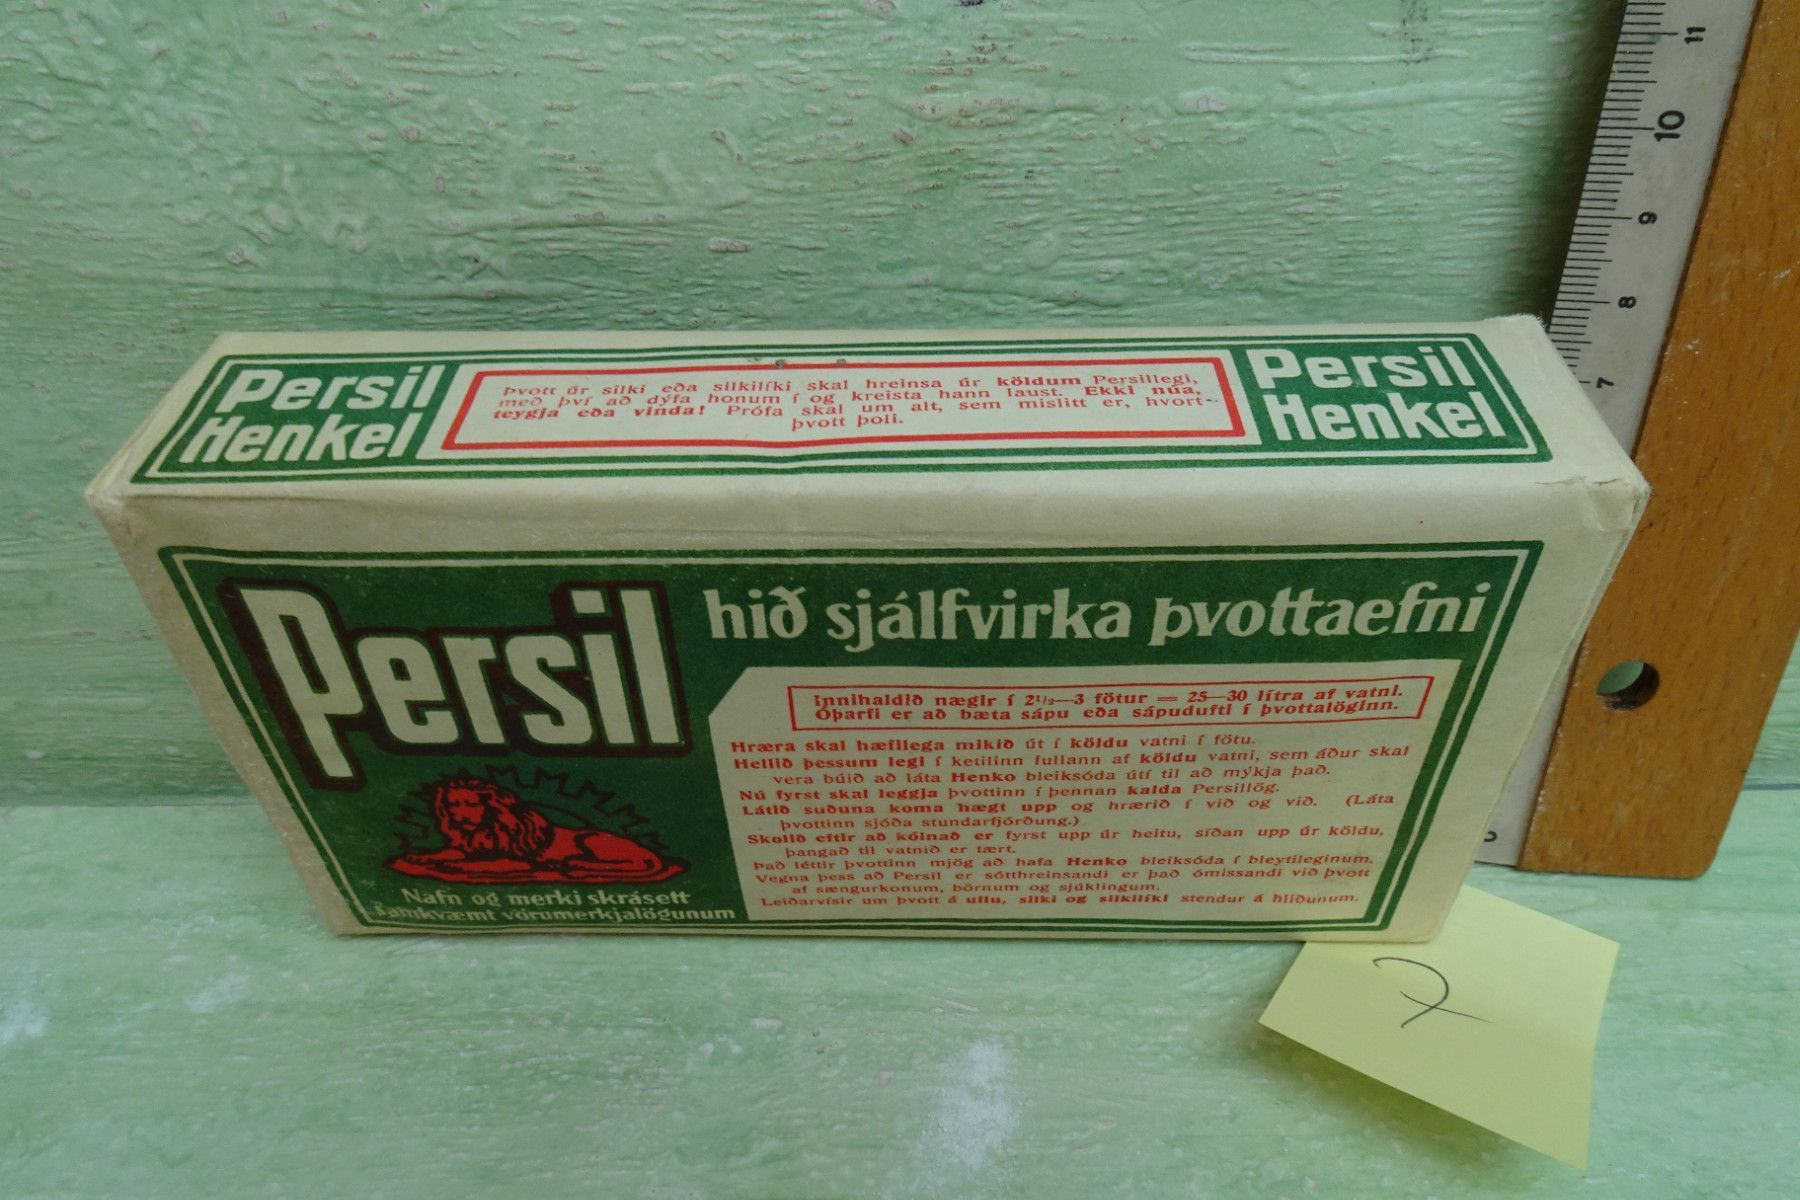 Persil
Henkel
Þvott úr silki eða silkilíki skal hreinsa úr köldum Persillegi,
með því að dýfa honum í og kreista hann laust. Ekki núa,
teygja eða vinda! Prófa skal um alt, sem mislitt er, hvort
þvott þoli.
Persil
Henkel
Persil
hið sjálfvirka þvottaefni
Innihaldið nægir í 2½—3 fötur = 25—30 lítra af vatni.
Óþarfi er að bæta sápu eða sápudufti í þvottalöginn.
Hræra skal hæfilega mikið út í köldu vatni í fötu.
Hellið þessum legi í ketilinn fullann af köldu vatni, sem áður skal
vera búið að láta Henko bleiksóda útí til að mýkja það.
Nú fyrst skal leggja þvottinn í þennan kalda Persillög.
Látið suðuna koma hægt upp og hrærið í við og við. (Láta
þvottinn sjóða stundarfjórðung.)
Skolið eftir að kólnað er fyrst upp úr heitu, síðan upp úr köldu,
þangað til vatnið er tært.
Það léttir þvottinn mjög að hafa Henko bleiksóda í bleytileginum.
Vegna þess að Persil er sótthreinsandi er það ómissandi við þvott
af sængurkonum, börnum og sjúklingum.
Leiðarvísir um þvott á ullu, silki og silkilíki stendur á hliðunum.
Nafn og merki skrásett
samkvæmt vörumerkjalögunum
11
10
9
8
7
7